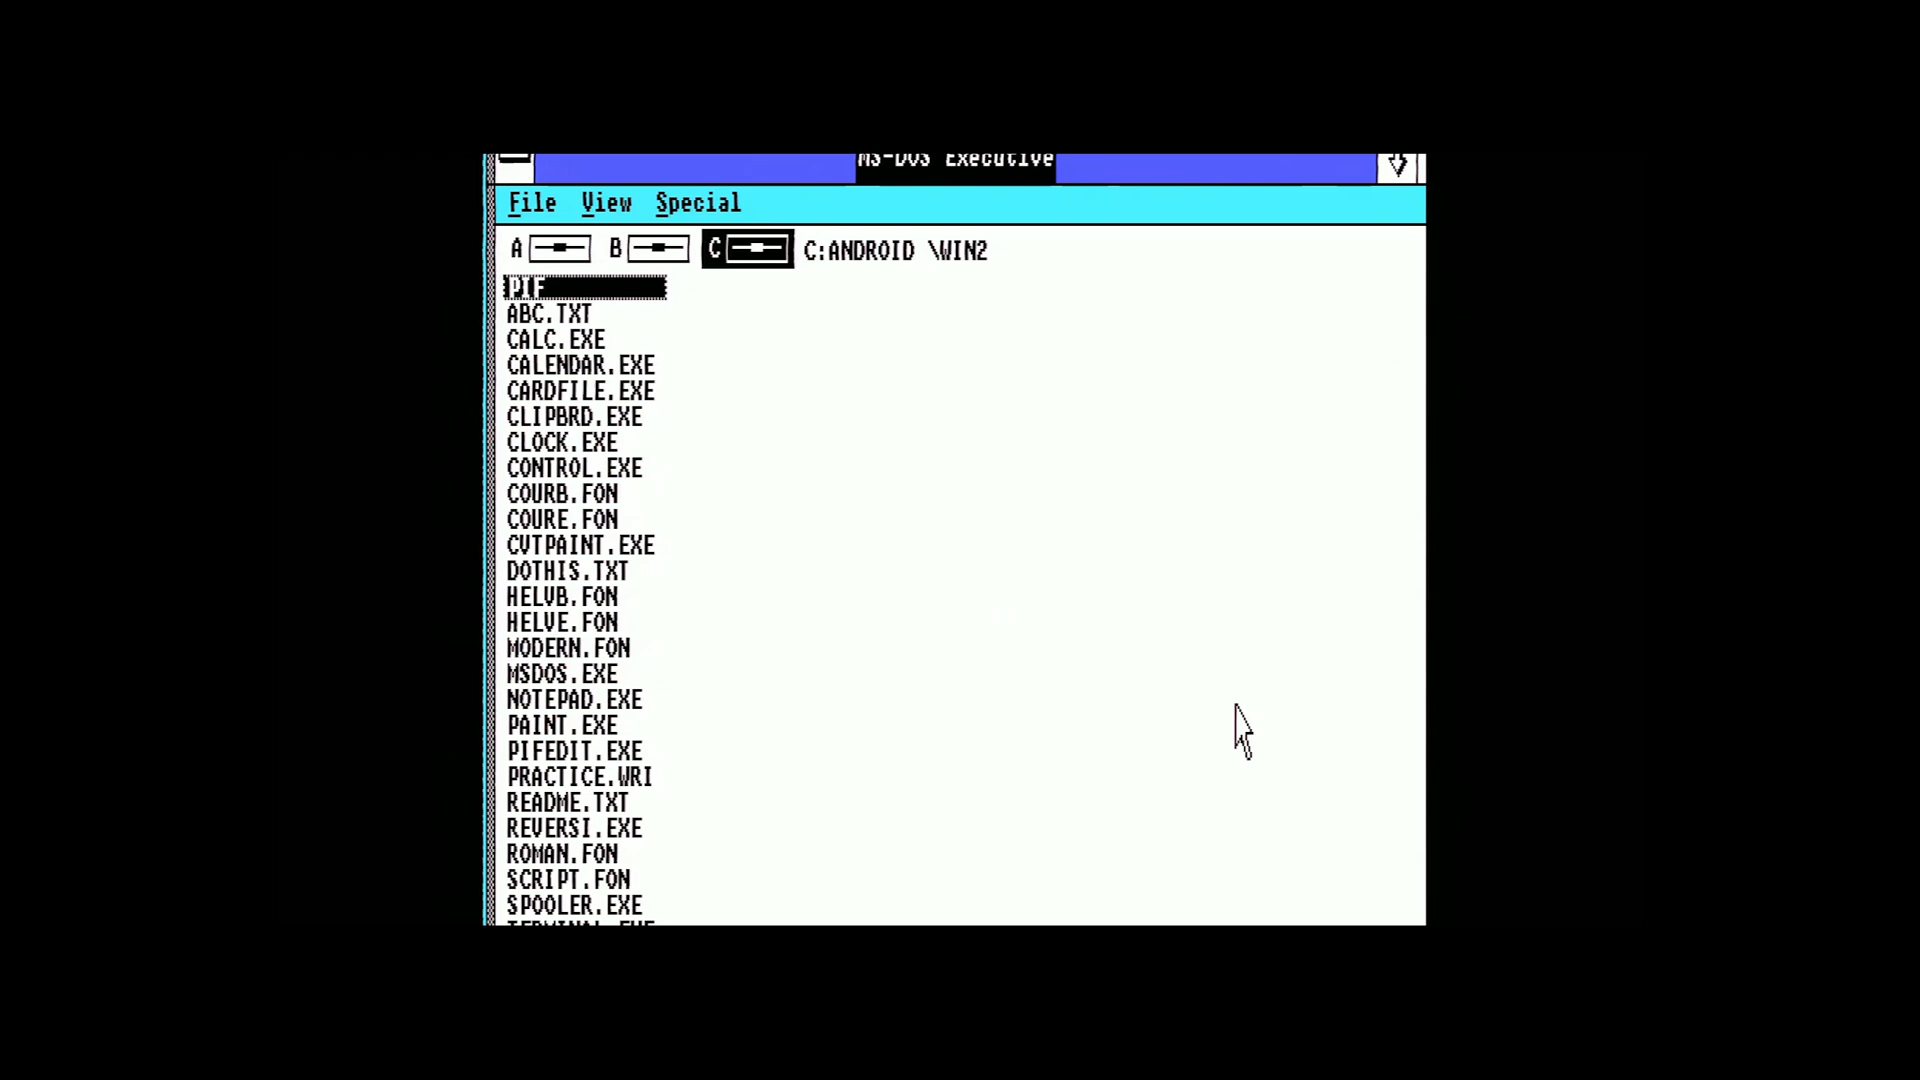 MS-DOS Executive
File View Special
A B C C:ANDROID \WIN2
PIF
ABC.TXT
CALC.EXE
CALENDAR.EXE
CARDFILE.EXE
CLIPBRD.EXE
CLOCK.EXE
CONTROL.EXE
COURB.FON
COURE.FON
CVTPAINT.EXE
DOTHIS.TXT
HELVB.FON
HELVE.FON
MODERN.FON
MSDOS.EXE
NOTEPAD.EXE
PAINT.EXE
PIFEDIT.EXE
PRACTICE.WRI
README.TXT
REVERSI.EXE
ROMAN.FON
SCRIPT.FON
SPOOLER.EXE